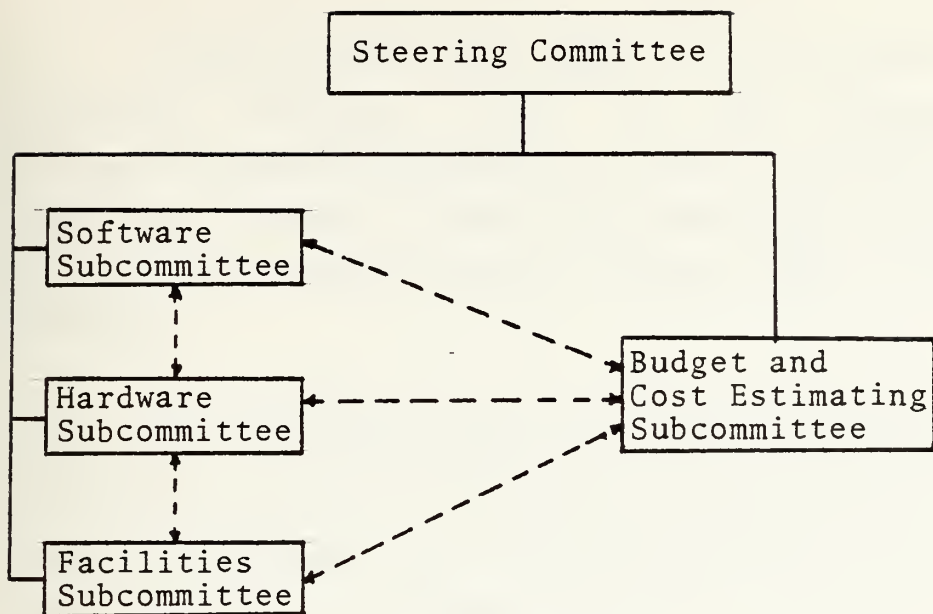 Steering Committee
Software
Subcommittee
Hardware
Subcommittee
Budget and
Cost Estimating
Subcommittee
Facilities
Subcommittee